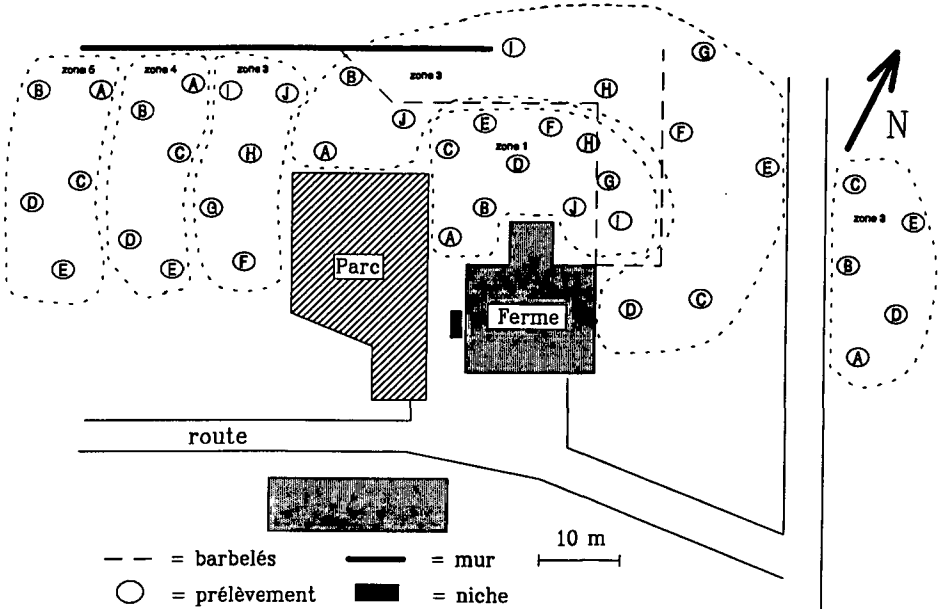 I
G
zone 5
zone 4
zone 3
B
zone 3
B
A
B
A
I
J
H
J
E
F
F
N
C
zone 1
H
C
C
H
A
D
E
C
D
G
G
zone 3
E
D
B
J
I
A
D
B
E
E
F
Parc
D
C
Ferme
D
A
route
10 m
= barbelés
= mur
= prélèvement
= niche